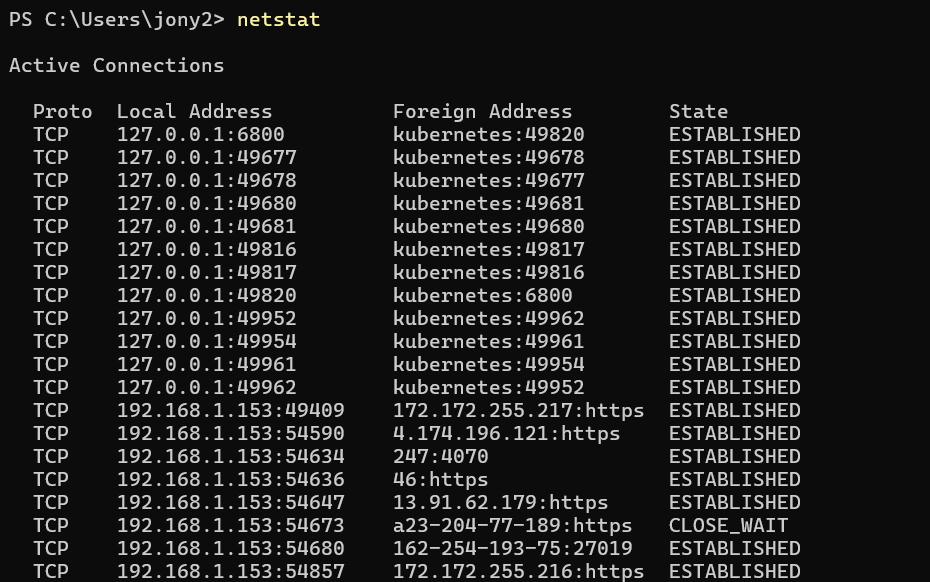 PS C:\Users\jony2> netstat
Active Connections
Proto  Local Address          Foreign Address        State
TCP    127.0.0.1:6800         kubernetes:49820       ESTABLISHED
TCP    127.0.0.1:49677        kubernetes:49678       ESTABLISHED
TCP    127.0.0.1:49678        kubernetes:49677       ESTABLISHED
TCP    127.0.0.1:49680        kubernetes:49681       ESTABLISHED
TCP    127.0.0.1:49681        kubernetes:49680       ESTABLISHED
TCP    127.0.0.1:49816        kubernetes:49817       ESTABLISHED
TCP    127.0.0.1:49817        kubernetes:49816       ESTABLISHED
TCP    127.0.0.1:49820        kubernetes:6800        ESTABLISHED
TCP    127.0.0.1:49952        kubernetes:49962       ESTABLISHED
TCP    127.0.0.1:49954        kubernetes:49961       ESTABLISHED
TCP    127.0.0.1:49961        kubernetes:49954       ESTABLISHED
TCP    127.0.0.1:49962        kubernetes:49952       ESTABLISHED
TCP    192.168.1.153:49409    172.172.255.217:https  ESTABLISHED
TCP    192.168.1.153:54590    4.174.196.121:https    ESTABLISHED
TCP    192.168.1.153:54634    247:4070               ESTABLISHED
TCP    192.168.1.153:54636    46:https               ESTABLISHED
TCP    192.168.1.153:54647    13.91.62.179:https     ESTABLISHED
TCP    192.168.1.153:54673    a23-204-77-189:https   CLOSE_WAIT
TCP    192.168.1.153:54680    162-254-193-75:27019   ESTABLISHED
TCP    192.168.1.153:54857    172.172.255.216:https  ESTABLISHED